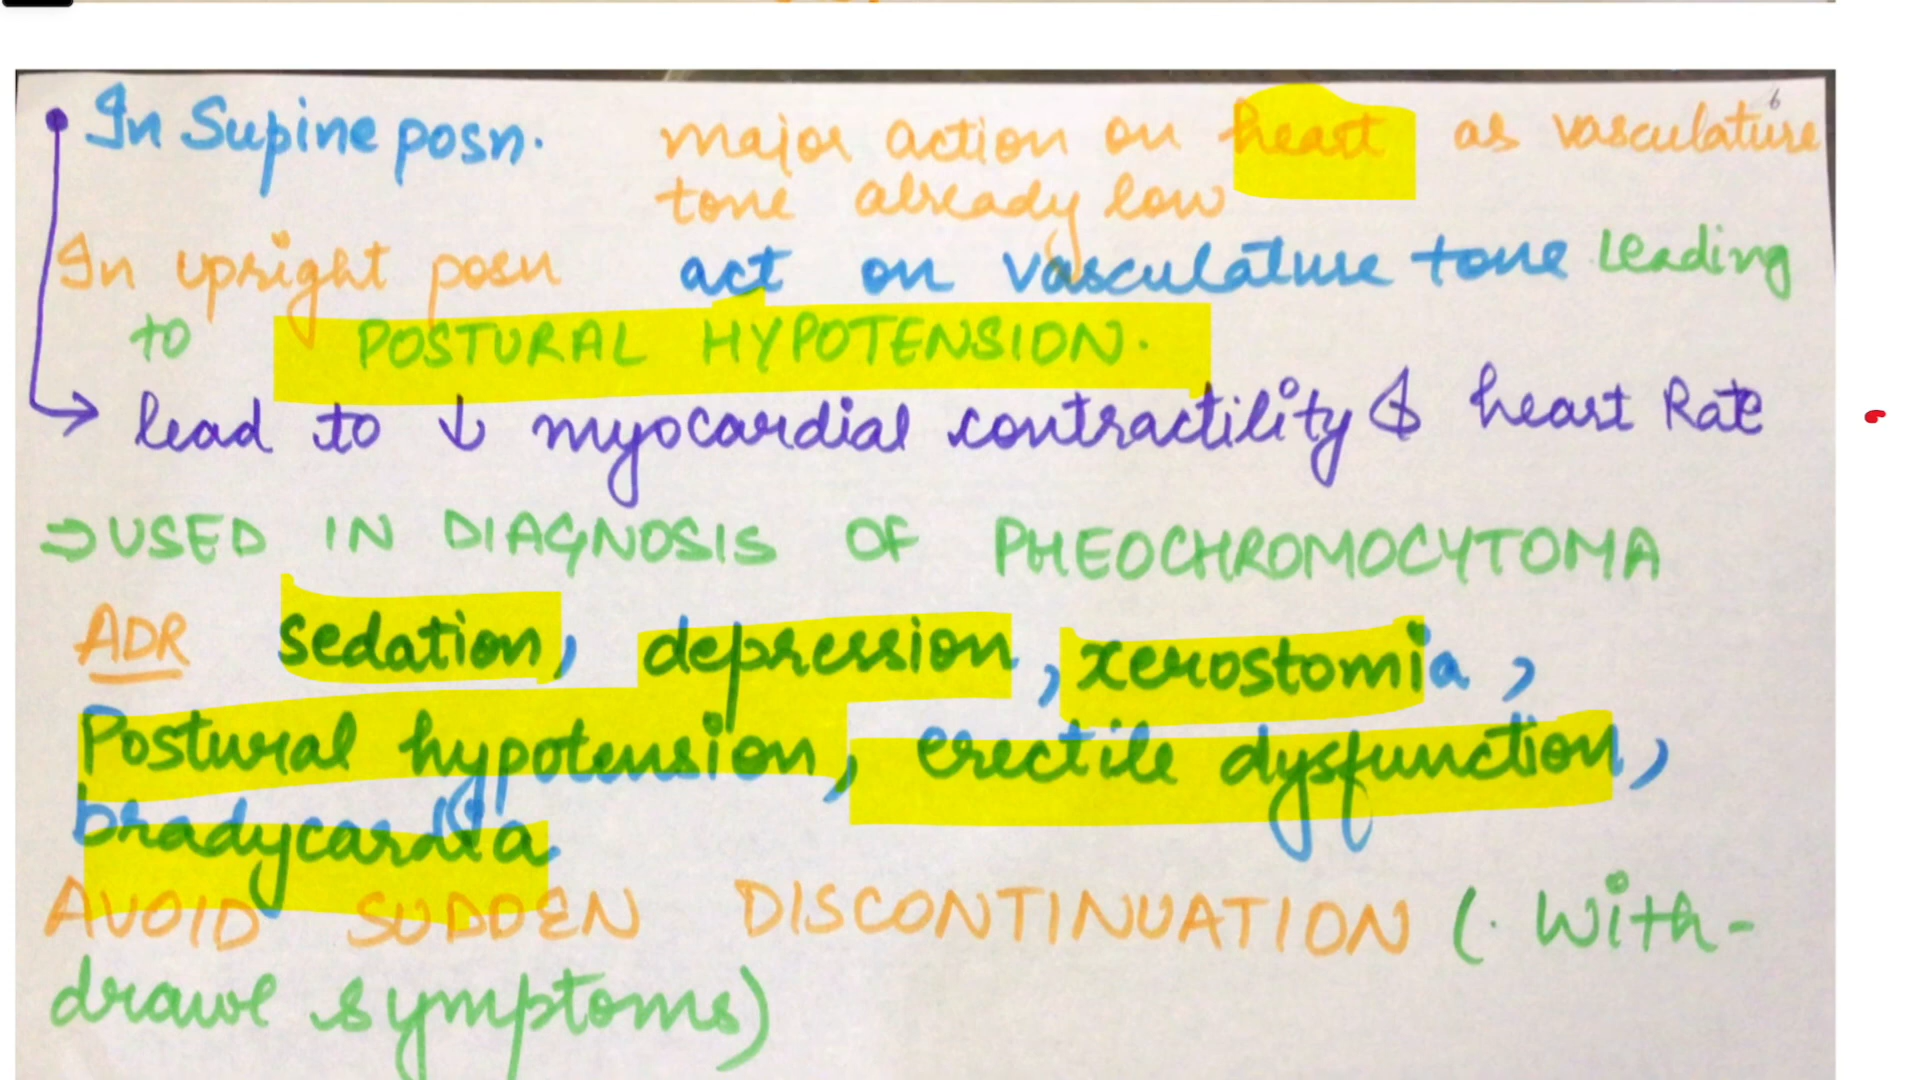 6
In Supine posn. major action on heart as vasculature
tone already low
In upright posn act on vasculature tone leading
to POSTURAL HYPOTENSION.
→ lead to ↓ myocardial contractility & heart Rate
⇒ USED IN DIAGNOSIS OF PHEOCHROMOCYTOMA
ADR sedation, depression, xerostomia,
Postural hypotension, erectile dysfunction,
bradycardia
AVOID SUDDEN DISCONTINUATION (. With-
drawl symptoms)